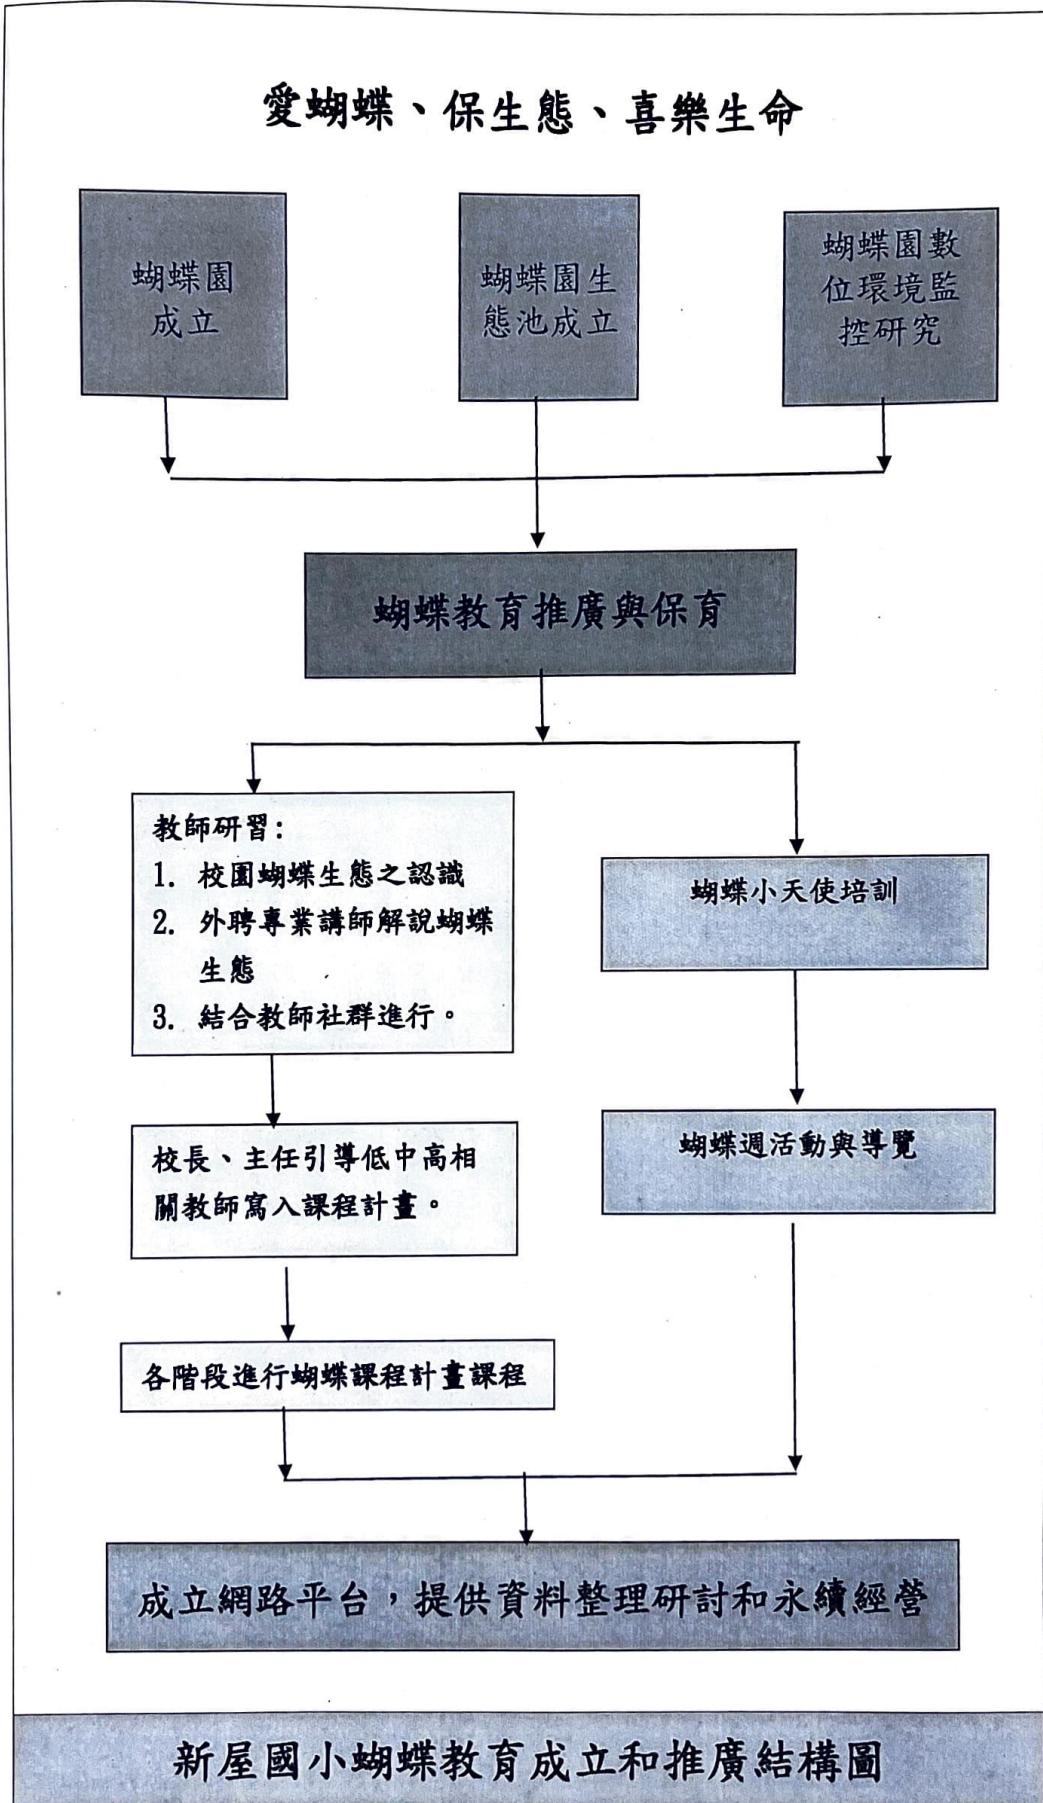 愛蝴蝶、保生態、喜樂生命
蝴蝶園
成立
蝴蝶園生
態池成立
蝴蝶園數
位環境監
控研究
蝴蝶教育推廣與保育
教師研習:
1. 校園蝴蝶生態之認識
2. 外聘專業講師解說蝴蝶
生態
3. 結合教師社群進行。
蝴蝶小天使培訓
校長、主任引導低中高相
關教師寫入課程計畫。
蝴蝶週活動與導覽
各階段進行蝴蝶課程計畫課程
成立網路平台，提供資料整理研討和永續經營
新屋國小蝴蝶教育成立和推廣結構圖